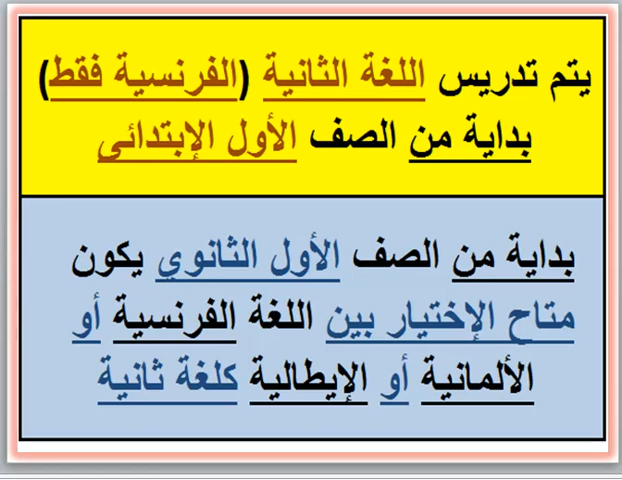 يتم تدريس اللغة الثانية (الفرنسية فقط)
بداية من الصف الأول الإبتدائى
بداية من الصف الأول الثانوي يكون
متاح الإختيار بين اللغة الفرنسية أو
الألمانية أو الإيطالية كلغة ثانية